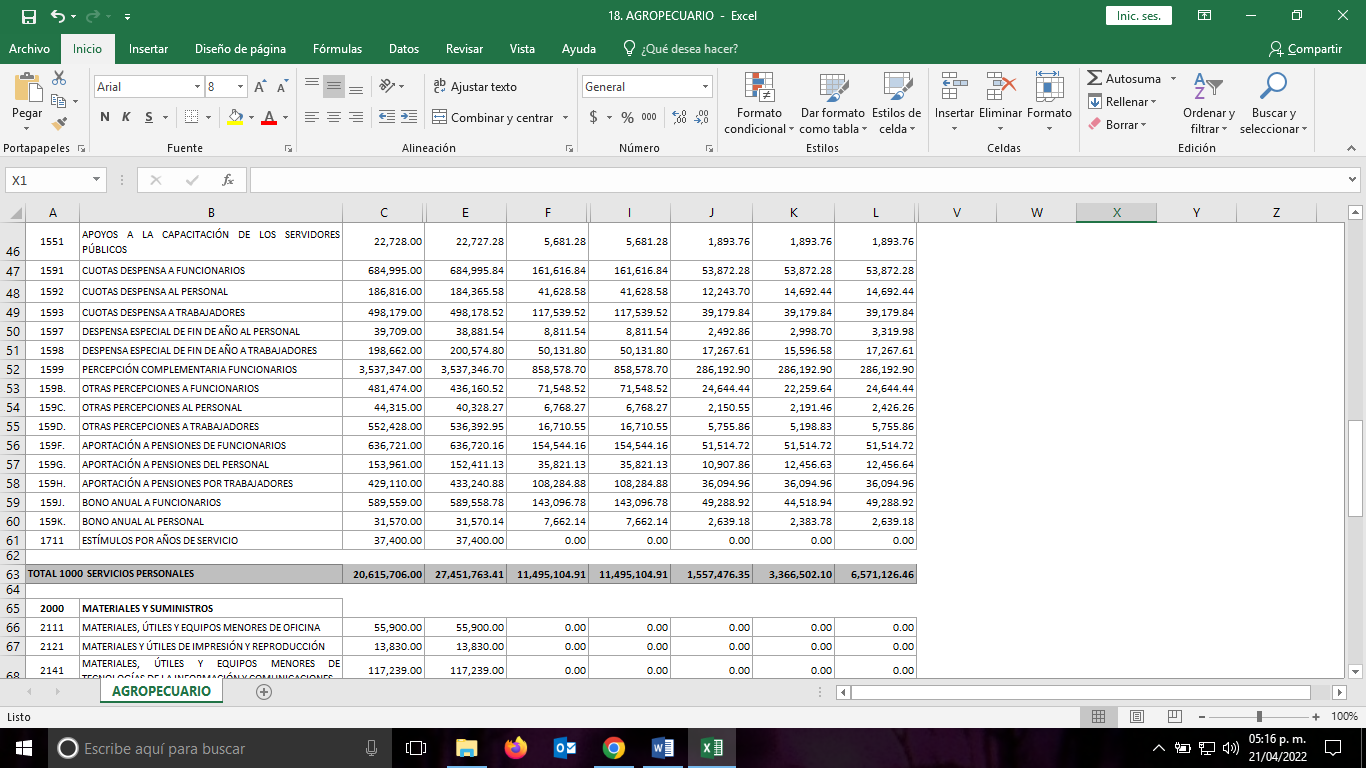 18. AGROPECUARIO - Excel
Inic. ses.
Archivo Inicio Insertar Diseño de página Fórmulas Datos Revisar Vista Ayuda ¿Qué desea hacer? Compartir
Pegar
Arial 8
N K S
Ajustar texto
Combinar y centrar
General
$ % 000
Formato condicional
Dar formato como tabla
Estilos de celda
Insertar Eliminar Formato
Autosuma
Rellenar
Borrar
Ordenar y filtrar
Buscar y seleccionar
Portapapeles Fuente Alineación Número Estilos Celdas Edición
X1 fx
A B C E F I J K L V W X Y Z
46 1551 APOYOS A LA CAPACITACIÓN DE LOS SERVIDORES PÚBLICOS 22,728.00 22,727.28 5,681.28 5,681.28 1,893.76 1,893.76 1,893.76
47 1591 CUOTAS DESPENSA A FUNCIONARIOS 684,995.00 684,995.84 161,616.84 161,616.84 53,872.28 53,872.28 53,872.28
48 1592 CUOTAS DESPENSA AL PERSONAL 186,816.00 184,365.58 41,628.58 41,628.58 12,243.70 14,692.44 14,692.44
49 1593 CUOTAS DESPENSA A TRABAJADORES 498,179.00 498,178.52 117,539.52 117,539.52 39,179.84 39,179.84 39,179.84
50 1597 DESPENSA ESPECIAL DE FIN DE AÑO AL PERSONAL 39,709.00 38,881.54 8,811.54 8,811.54 2,492.86 2,998.70 3,319.98
51 1598 DESPENSA ESPECIAL DE FIN DE AÑO A TRABAJADORES 198,662.00 200,574.80 50,131.80 50,131.80 17,267.61 15,596.58 17,267.61
52 1599 PERCEPCIÓN COMPLEMENTARIA FUNCIONARIOS 3,537,347.00 3,537,346.70 858,578.70 858,578.70 286,192.90 286,192.90 286,192.90
53 159B. OTRAS PERCEPCIONES A FUNCIONARIOS 481,474.00 436,160.52 71,548.52 71,548.52 24,644.44 22,259.64 24,644.44
54 159C. OTRAS PERCEPCIONES AL PERSONAL 44,315.00 40,328.27 6,768.27 6,768.27 2,150.55 2,191.46 2,426.26
55 159D. OTRAS PERCEPCIONES A TRABAJADORES 552,428.00 536,392.95 16,710.55 16,710.55 5,755.86 5,198.83 5,755.86
56 159F. APORTACIÓN A PENSIONES DE FUNCIONARIOS 636,721.00 636,720.16 154,544.16 154,544.16 51,514.72 51,514.72 51,514.72
57 159G. APORTACIÓN A PENSIONES DEL PERSONAL 153,961.00 152,411.13 35,821.13 35,821.13 10,907.86 12,456.63 12,456.64
58 159H. APORTACIÓN A PENSIONES POR TRABAJADORES 429,110.00 433,240.88 108,284.88 108,284.88 36,094.96 36,094.96 36,094.96
59 159J. BONO ANUAL A FUNCIONARIOS 589,559.00 589,558.78 143,096.78 143,096.78 49,288.92 44,518.94 49,288.92
60 159K. BONO ANUAL AL PERSONAL 31,570.00 31,570.14 7,662.14 7,662.14 2,639.18 2,383.78 2,639.18
61 1711 ESTÍMULOS POR AÑOS DE SERVICIO 37,400.00 37,400.00 0.00 0.00 0.00 0.00 0.00
62
63 TOTAL 1000 SERVICIOS PERSONALES 20,615,706.00 27,451,763.41 11,495,104.91 11,495,104.91 1,557,476.35 3,366,502.10 6,571,126.46
64
65 2000 MATERIALES Y SUMINISTROS
66 2111 MATERIALES, ÚTILES Y EQUIPOS MENORES DE OFICINA 55,900.00 55,900.00 0.00 0.00 0.00 0.00 0.00
67 2121 MATERIALES Y ÚTILES DE IMPRESIÓN Y REPRODUCCIÓN 13,830.00 13,830.00 0.00 0.00 0.00 0.00 0.00
68 2141 MATERIALES, ÚTILES Y EQUIPOS MENORES DE TECNOLOGÍAS DE LA INFORMACIÓN Y COMUNICACIONES 117,239.00 117,239.00 0.00 0.00 0.00 0.00 0.00
AGROPECUARIO
Listo 100%
Escribe aquí para buscar
05:16 p. m.
21/04/2022